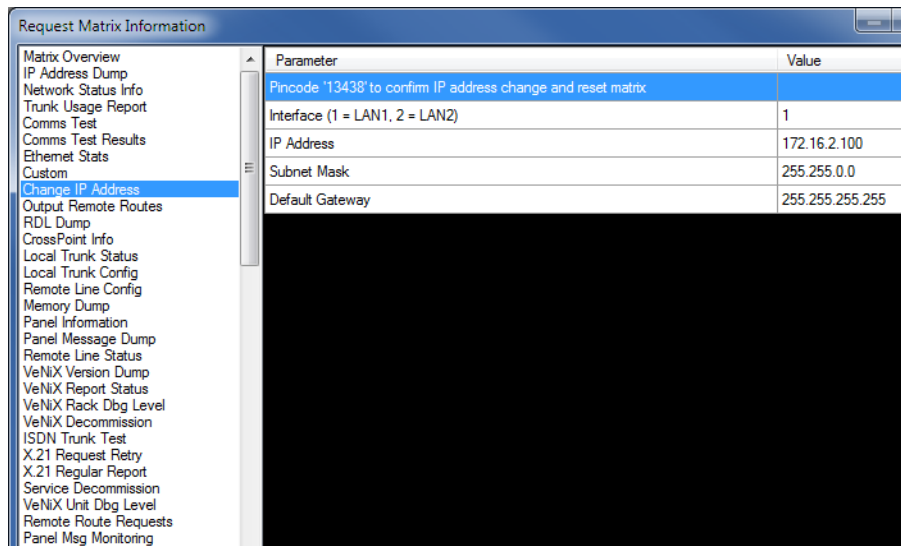 Request Matrix Information
Matrix Overview
IP Address Dump
Network Status Info
Trunk Usage Report
Comms Test
Comms Test Results
Ethernet Stats
Custom
Change IP Address
Output Remote Routes
RDL Dump
CrossPoint Info
Local Trunk Status
Local Trunk Config
Remote Line Config
Memory Dump
Panel Information
Panel Message Dump
Remote Line Status
VeNiX Version Dump
VeNiX Report Status
VeNiX Rack Dbg Level
VeNiX Decommission
ISDN Trunk Test
X.21 Request Retry
X.21 Regular Report
Service Decommission
VeNiX Unit Dbg Level
Remote Route Requests
Panel Msg Monitoring
Parameter Value
Pincode '13438' to confirm IP address change and reset matrix
Interface (1 = LAN1, 2 = LAN2) 1
IP Address 172.16.2.100
Subnet Mask 255.255.0.0
Default Gateway 255.255.255.255